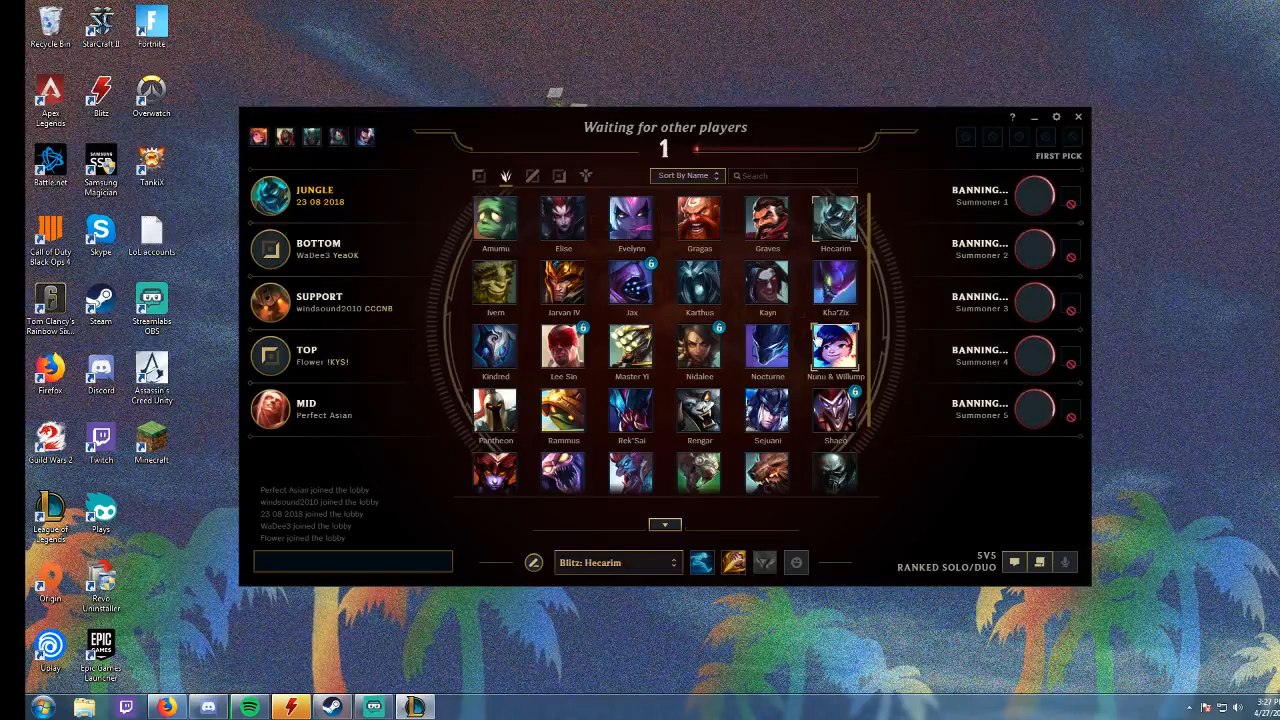 Recycle Bin
StarCraft II
Fortnite
Apex
Legends
Blitz
Overwatch
Battle.net
Samsung
Magician
TankiX
Call of Duty
Black Ops 4
Skype
LoL accounts
Tom Clancy's
Rainbow Six...
Steam
Streamlabs
OBS
Firefox
Discord
Assassin's
Creed Unity
Guild Wars 2
Twitch
Minecraft
League of
Legends
Plays
Origin
Revo
Uninstaller
Uplay
Epic Games
Launcher
SAMSUNG
SSD
EPIC
GAMES
?
Waiting for other players
1
FIRST PICK
Sort By Name
Search
JUNGLE
23 08 2018
BOTTOM
WaDee3 YeaOK
SUPPORT
windsound2010 CCCNB
TOP
Flower !KYS!
MID
Perfect Asian
Amumu
Elise
Evelynn
Gragas
Graves
Hecarim
6
Ivern
Jarvan IV
Jax
Karthus
Kayn
Kha'Zix
6
6
Kindred
Lee Sin
Master Yi
Nidalee
Nocturne
Nunu & Willump
6
Pantheon
Rammus
Rek'Sai
Rengar
Sejuani
Shaco
BANNING...
Summoner 1
BANNING...
Summoner 2
BANNING...
Summoner 3
BANNING...
Summoner 4
BANNING...
Summoner 5
Perfect Asian joined the lobby
windsound2010 joined the lobby
23 08 2018 joined the lobby
WaDee3 joined the lobby
Flower joined the lobby
Blitz: Hecarim
5V5
RANKED SOLO/DUO
3:27 P
4/27/20